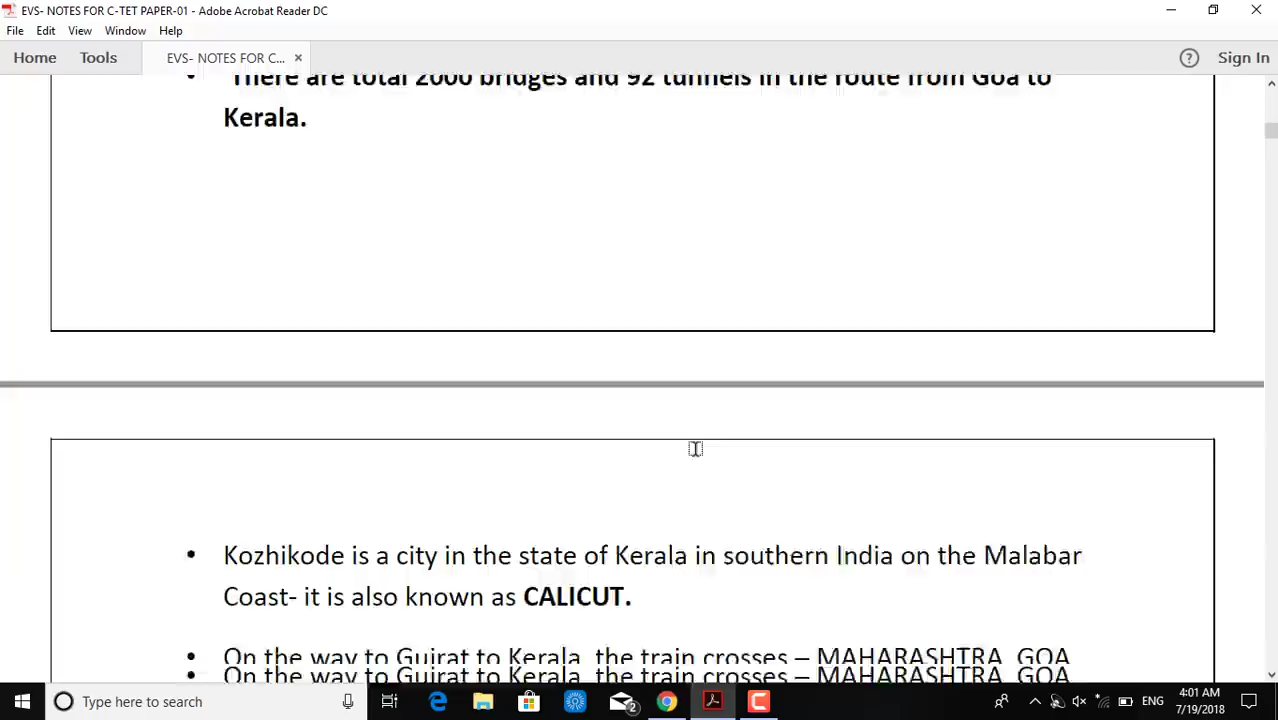 EVS- NOTES FOR C-TET PAPER-01 - Adobe Acrobat Reader DC
File Edit View Window Help
Home Tools EVS- NOTES FOR C... × Sign In
• There are total 2000 bridges and 92 tunnels in the route from Goa to
Kerala.
• Kozhikode is a city in the state of Kerala in southern India on the Malabar
Coast- it is also known as CALICUT.
• On the way to Gujrat to Kerala the train crosses – MAHARASHTRA GOA
• On the way to Gujrat to Kerala the train crosses – MAHARASHTRA GOA
Type here to search 2 ENG 4:01 AM
7/19/2018